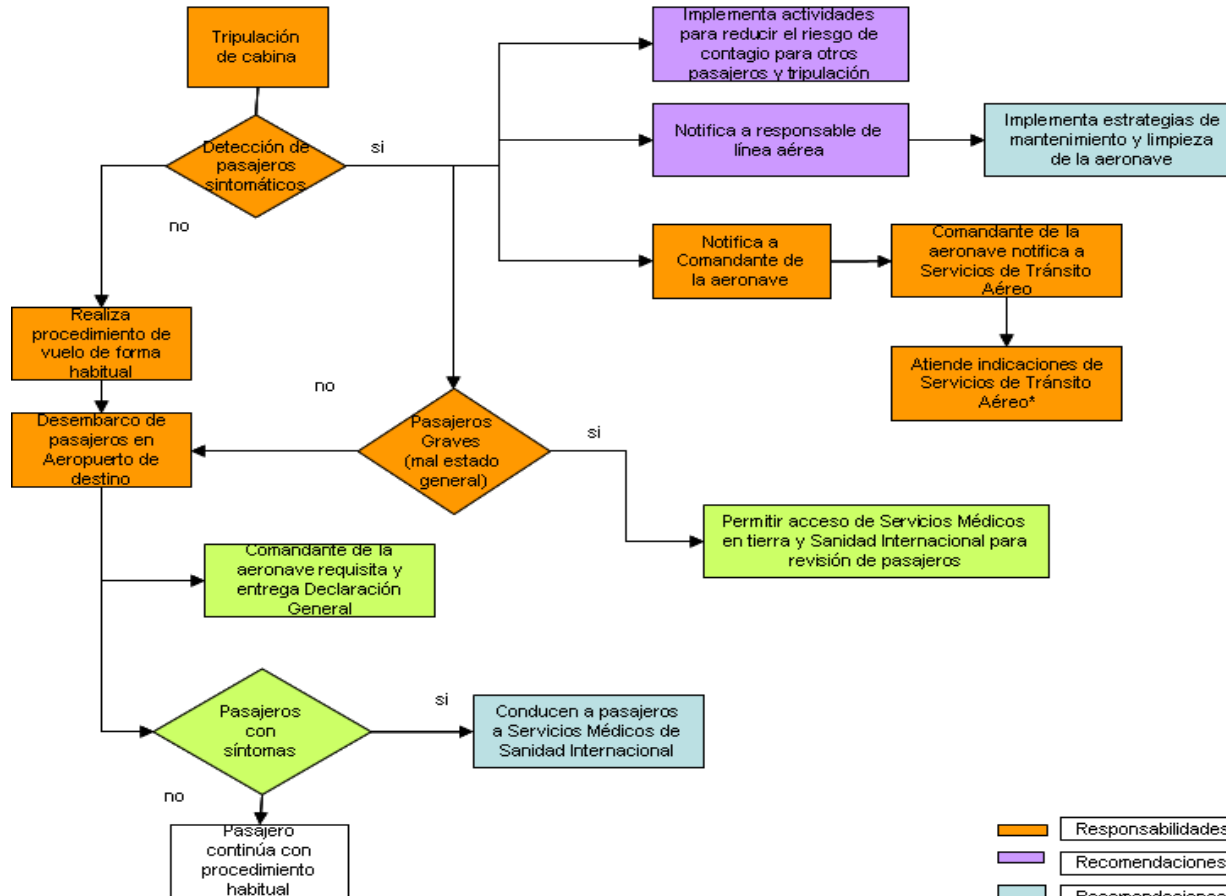 Tripulación
de cabina
Implementa actividades
para reducir el riesgo de
contagio para otros
pasajeros y tripulación
Detección de
pasajeros
sintomáticos
si
Notifica a responsable de
línea aérea
Implementa estrategias de
mantenimiento y limpieza
de la aeronave
no
Notifica a
Comandante de
la aeronave
Comandante de la
aeronave notifica a
Servicios de Tránsito
Aéreo
Realiza
procedimiento de
vuelo de forma
habitual
Atiende indicaciones de
Servicios de Tránsito
Aéreo*
no
Desembarco de
pasajeros en
Aeropuerto de
destino
Pasajeros
Graves
(mal estado
general)
si
Permitir acceso de Servicios Médicos
en tierra y Sanidad Internacional para
revisión de pasajeros
Comandante de la
aeronave requisita y
entrega Declaración
General
Pasajeros
con
síntomas
si
Conducen a pasajeros
a Servicios Médicos de
Sanidad Internacional
no
Pasajero
continúa con
procedimiento
habitual
Responsabilidades
Recomendaciones
Recomendaciones